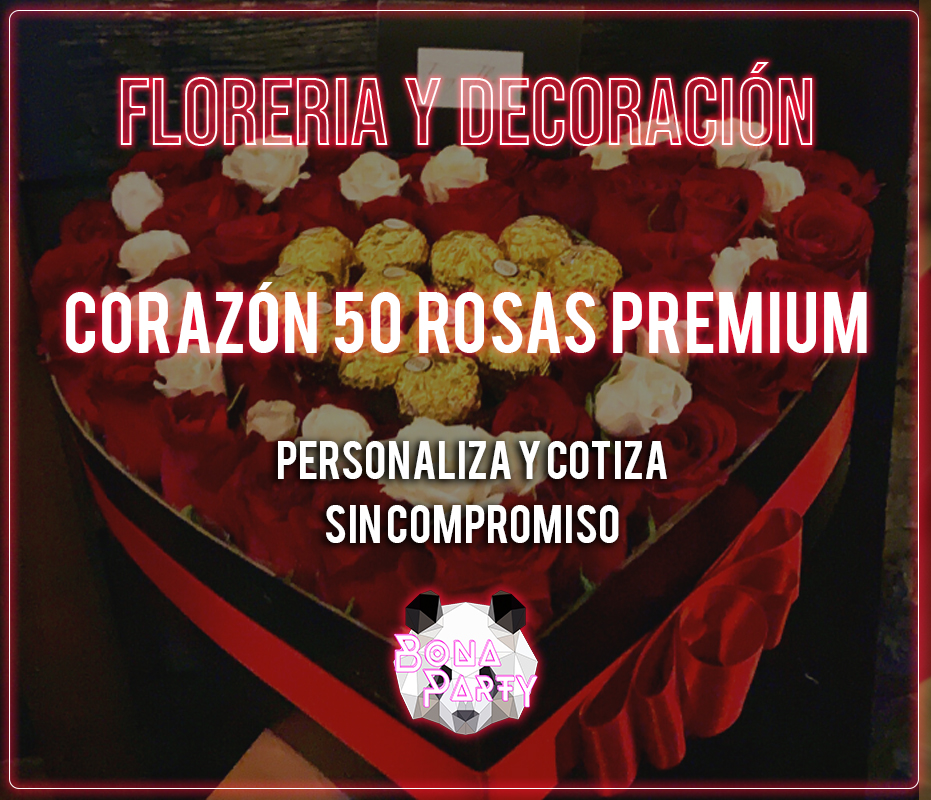 FLORERIA Y DECORACIÓN
CORAZÓN 50 ROSAS PREMIUM
PERSONALIZA Y COTIZA
SIN COMPROMISO
BONA
PARTY